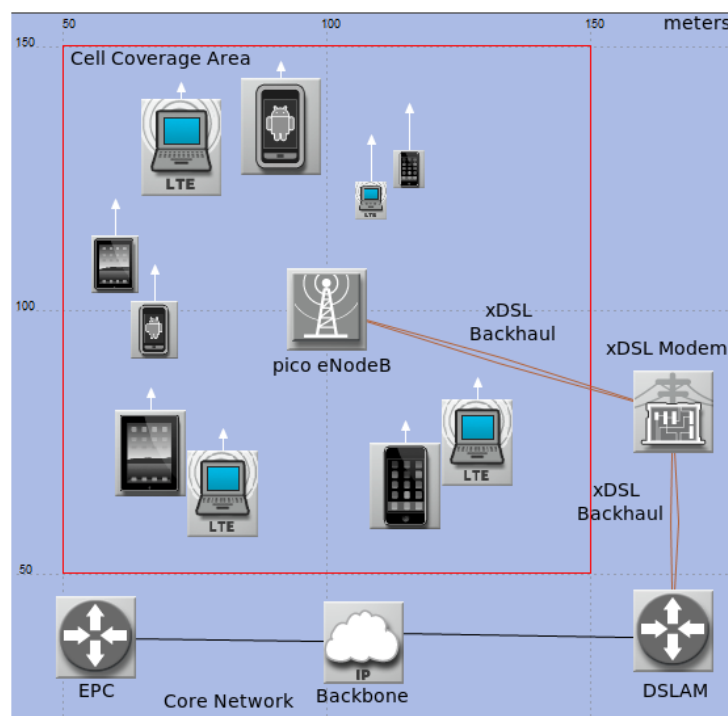 50 100 150 meters
150
Cell Coverage Area
LTE
LTE
100
xDSL
Backhaul
xDSL Modem
pico eNodeB
LTE
LTE
xDSL
Backhaul
50
IP
EPC
Core Network
Backbone
DSLAM